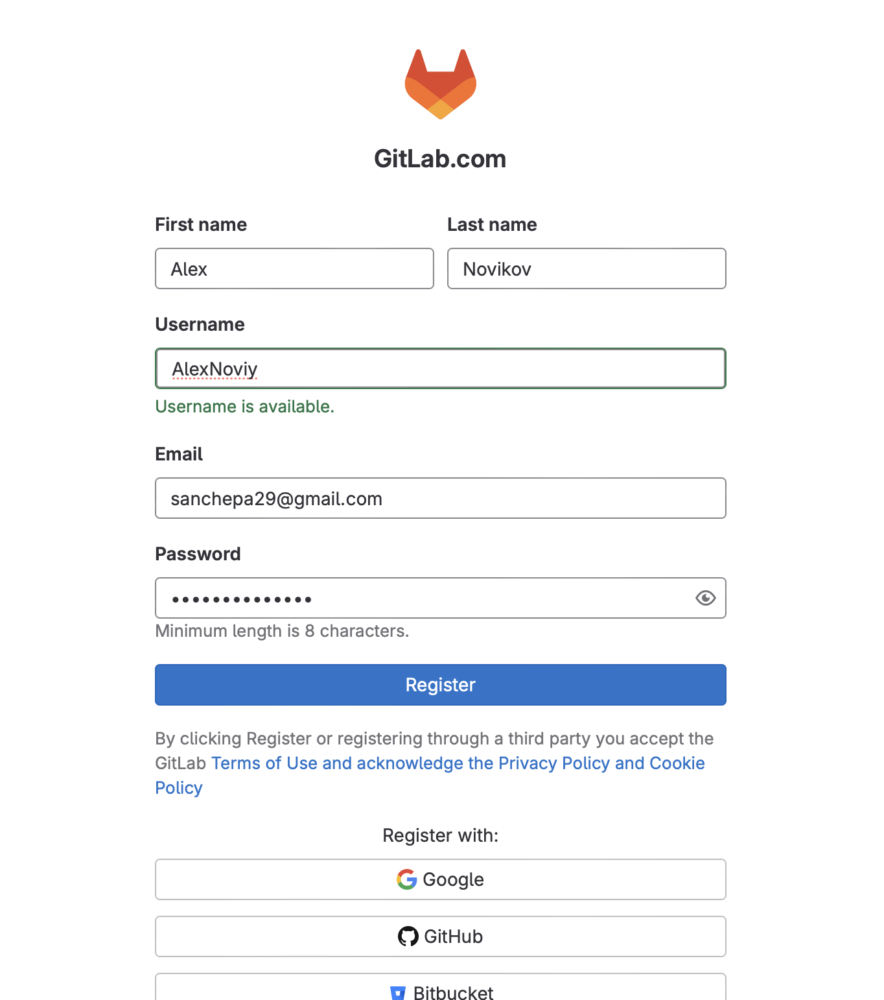 GitLab.com
First name
Last name
Alex
Novikov
Username
AlexNoviy
Username is available.
Email
sanchepa29@gmail.com
Password
••••••••••••••
Minimum length is 8 characters.
Register
By clicking Register or registering through a third party you accept the
GitLab Terms of Use and acknowledge the Privacy Policy and Cookie
Policy
Register with:
Google
GitHub
Bitbucket